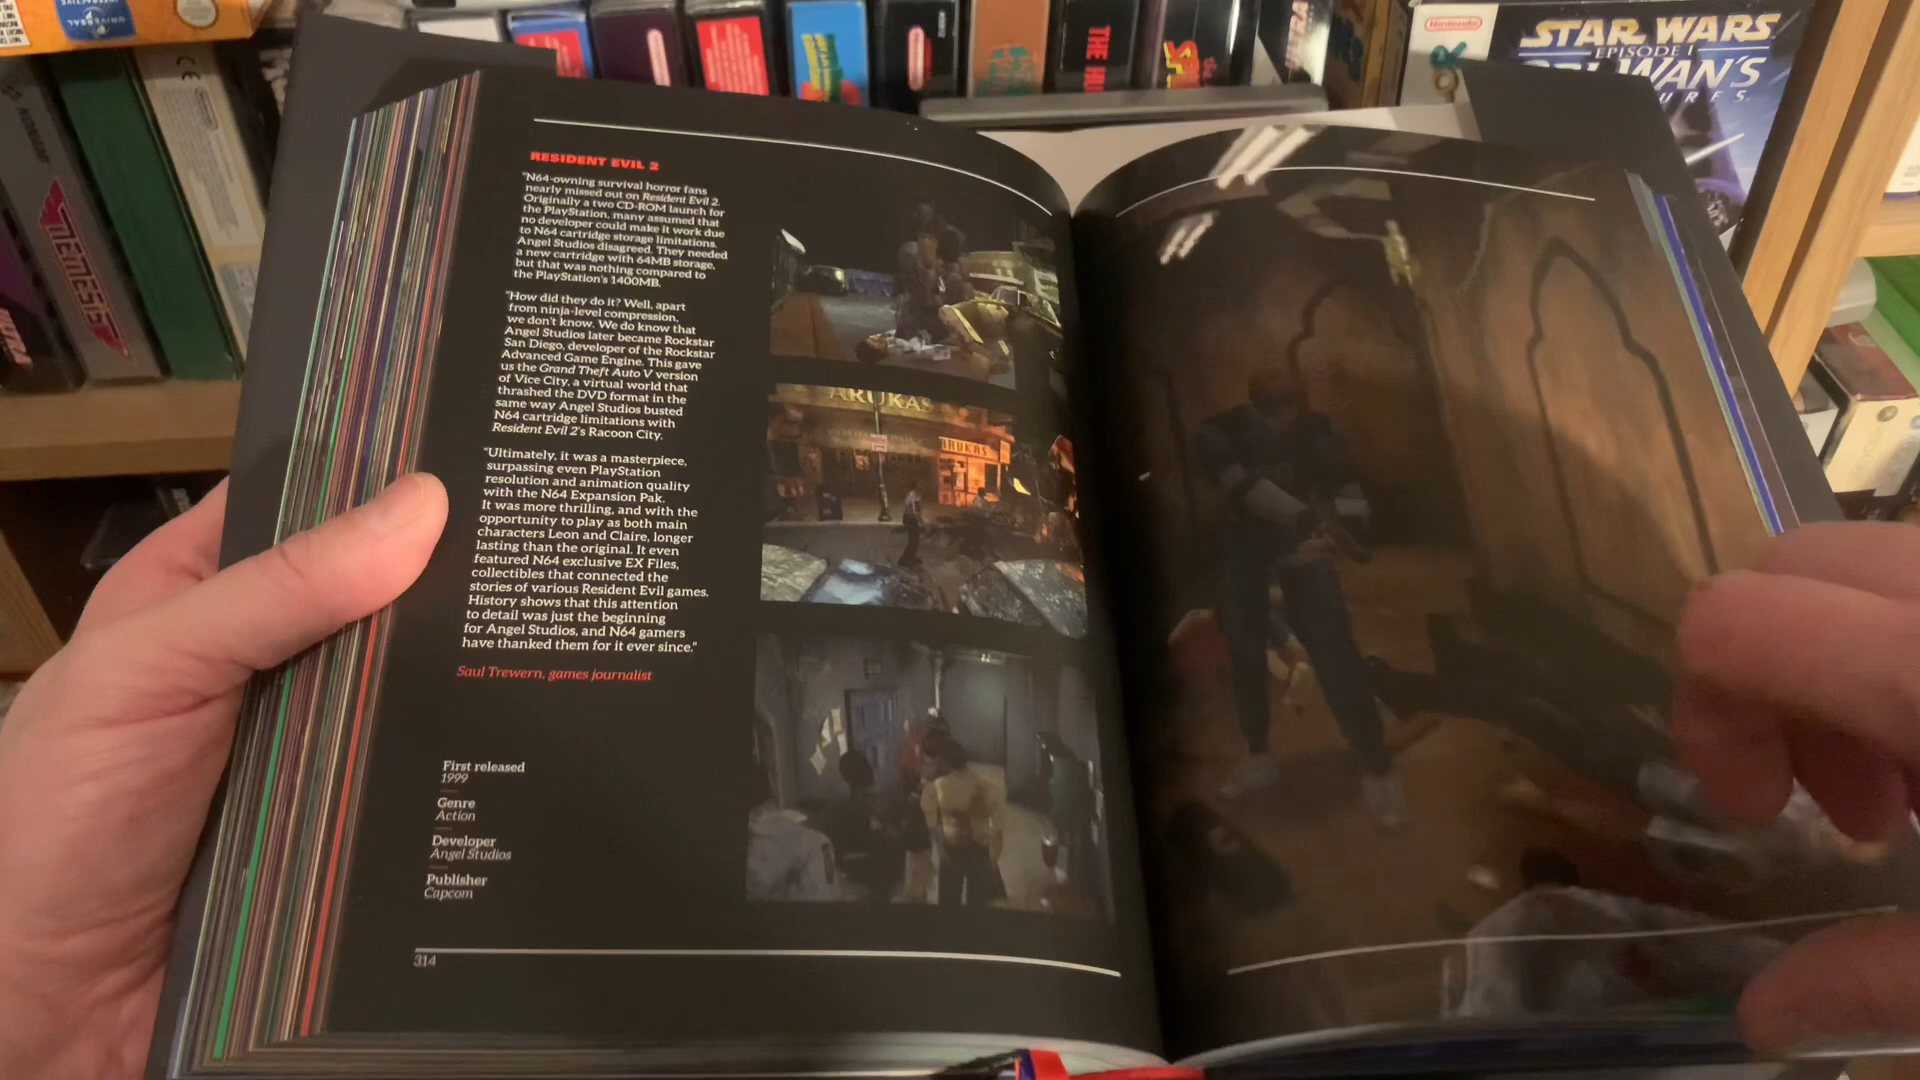 UNIVERSAL
INTERACTIVE
KONAMI
NEMESIS
Nintendo
THE HU
STAR WARS
EPISODE I
OBI-WAN'S
URES
RESIDENT EVIL 2
"N64-owning survival horror fans
nearly missed out on Resident Evil 2.
Originally a two CD-ROM launch for
the PlayStation, many assumed that
no developer could make it work due
to N64 cartridge storage limitations.
Angel Studios disagreed. They needed
a new cartridge with 64MB storage,
but that was nothing compared to
the PlayStation's 1400MB.
"How did they do it? Well, apart
from ninja-level compression,
we don't know. We do know that
Angel Studios later became Rockstar
San Diego, developer of the Rockstar
Advanced Game Engine. This gave
us the Grand Theft Auto V version
of Vice City, a virtual world that
thrashed the DVD format in the
same way Angel Studios busted
N64 cartridge limitations with
Resident Evil 2's Racoon City.
"Ultimately, it was a masterpiece,
surpassing even PlayStation
resolution and animation quality
with the N64 Expansion Pak.
It was more thrilling, and with the
opportunity to play as both main
characters Leon and Claire, longer
lasting than the original. It even
featured N64 exclusive EX Files,
collectibles that connected the
stories of various Resident Evil games.
History shows that this attention
to detail was just the beginning
for Angel Studios, and N64 gamers
have thanked them for it ever since."
Saul Trewern, games journalist
First released
1999
Genre
Action
Developer
Angel Studios
Publisher
Capcom
314
ARUKAS
ARUKAS